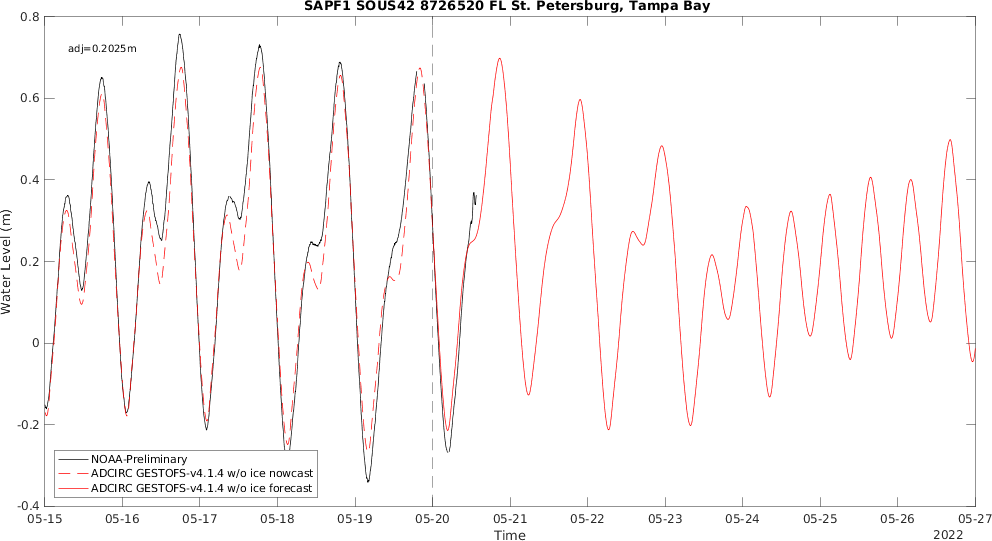 SAPF1 SOUS42 8726520 FL St. Petersburg, Tampa Bay
adj=0.2025m
0.8
0.6
0.4
0.2
0
-0.2
-0.4
Water Level (m)
NOAA-Preliminary
ADCIRC GESTOFS-v4.1.4 w/o ice nowcast
ADCIRC GESTOFS-v4.1.4 w/o ice forecast
05-15 05-16 05-17 05-18 05-19 05-20 05-21 05-22 05-23 05-24 05-25 05-26 05-27
Time
2022